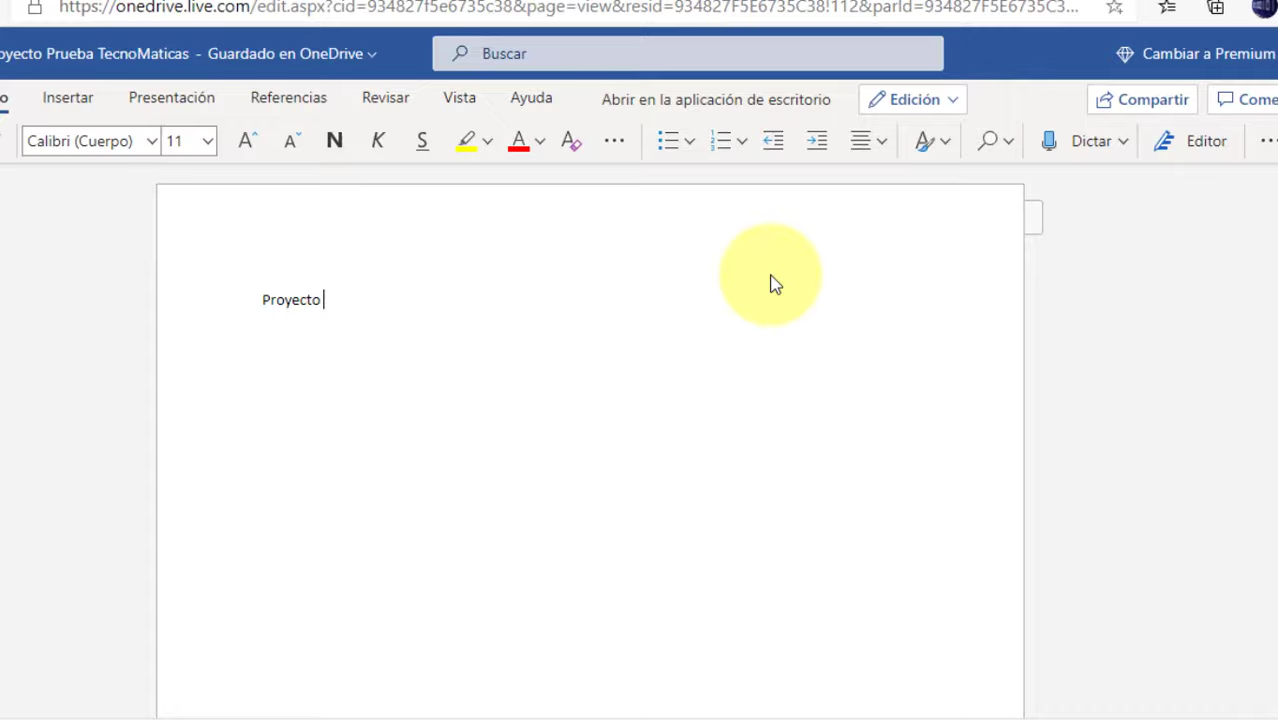 https://onedrive.live.com/edit.aspx?cid=934827f5e6735c38&page=view&resid=934827F5E6735C38!112&parId=934827F5E6735C3...
oyecto Prueba TecnoMaticas - Guardado en OneDrive Buscar Cambiar a Premium
o Insertar Presentación Referencias Revisar Vista Ayuda Abrir en la aplicación de escritorio Edición Compartir Come
Calibri (Cuerpo) 11 A A N K S A A ... Dictar Editor ...
Proyecto